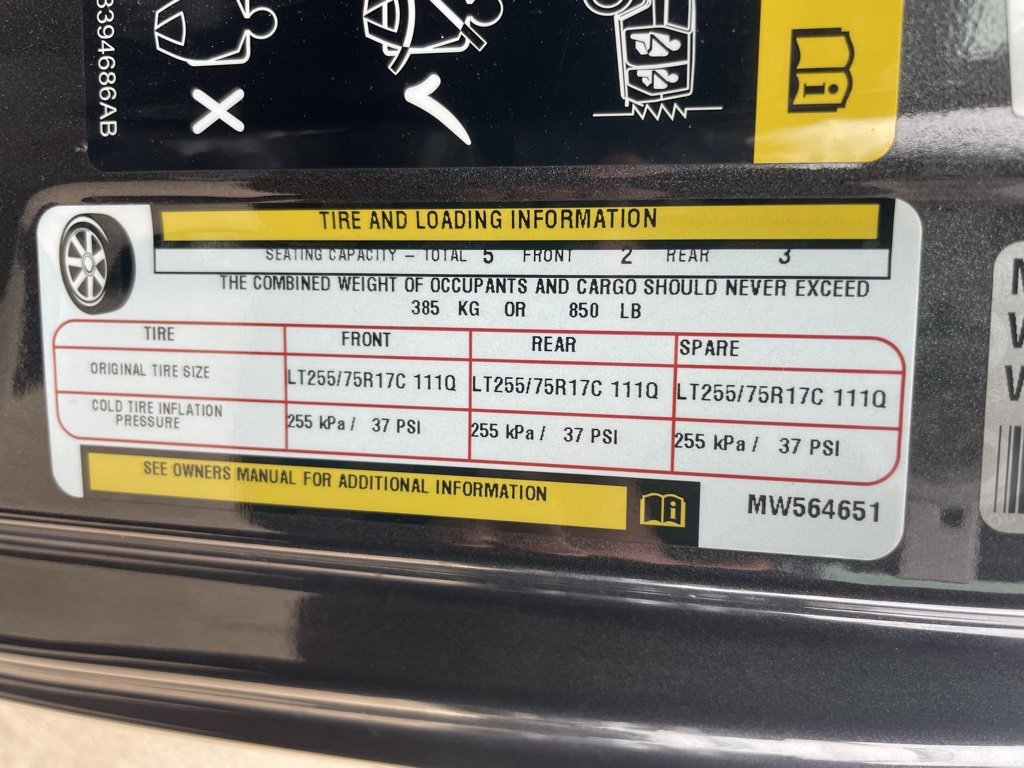 3394686AB
TIRE AND LOADING INFORMATION
SEATING CAPACITY – TOTAL 5 FRONT 2 REAR 3
THE COMBINED WEIGHT OF OCCUPANTS AND CARGO SHOULD NEVER EXCEED
385 KG OR 850 LB
TIRE FRONT REAR SPARE
ORIGINAL TIRE SIZE LT255/75R17C 111Q LT255/75R17C 111Q LT255/75R17C 111Q
COLD TIRE INFLATION
PRESSURE 255 kPa / 37 PSI 255 kPa / 37 PSI 255 kPa / 37 PSI
SEE OWNERS MANUAL FOR ADDITIONAL INFORMATION
MW564651